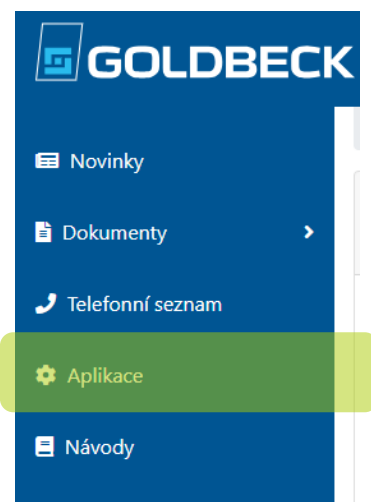 GOLDBECK
Novinky
Dokumenty
Telefonní seznam
Aplikace
Návody